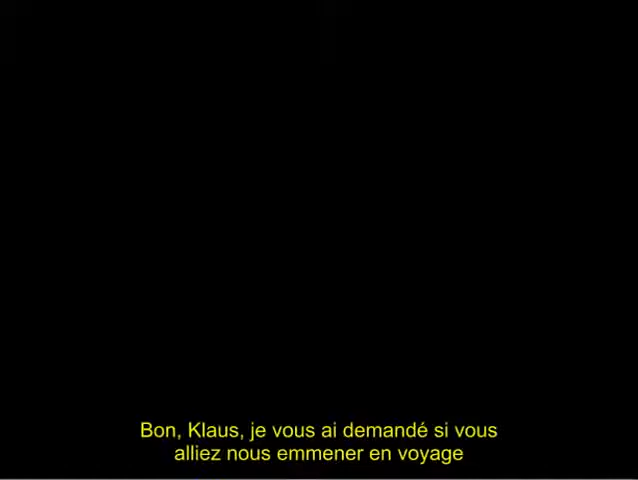 Bon, Klaus, je vous ai demandé si vous
alliez nous emmener en voyage